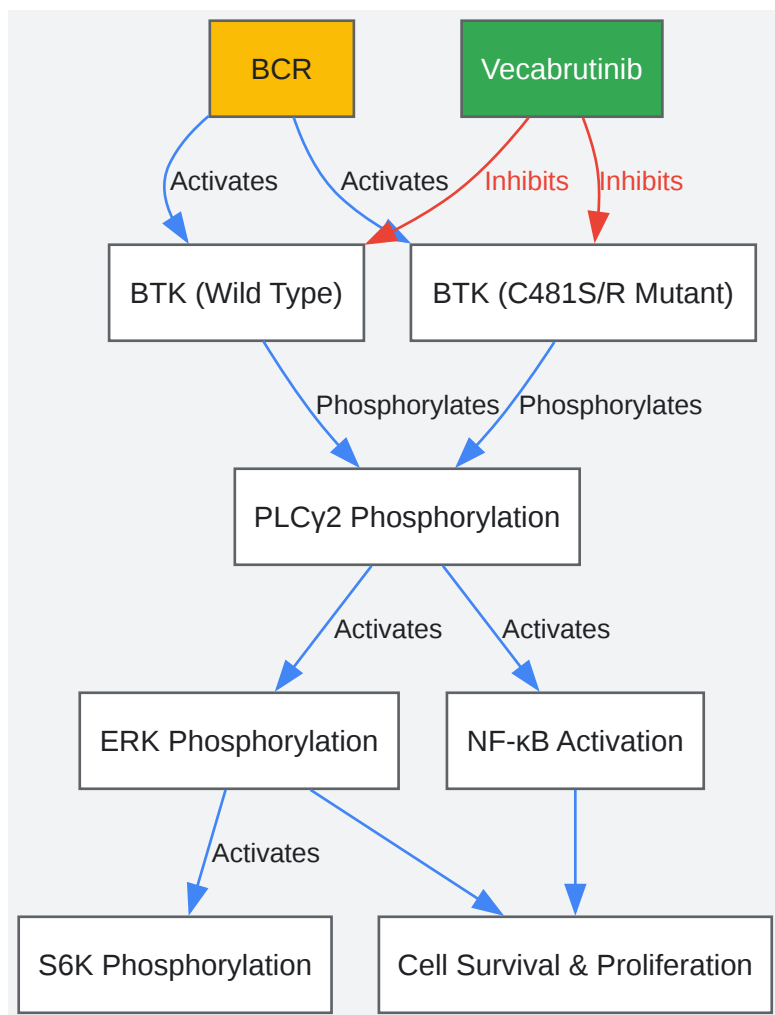 BCR
Vecabrutinib
Activates
Activates
Inhibits
Inhibits
BTK (Wild Type)
BTK (C481S/R Mutant)
Phosphorylates
Phosphorylates
PLCγ2 Phosphorylation
Activates
Activates
ERK Phosphorylation
NF-κB Activation
Activates
S6K Phosphorylation
Cell Survival & Proliferation